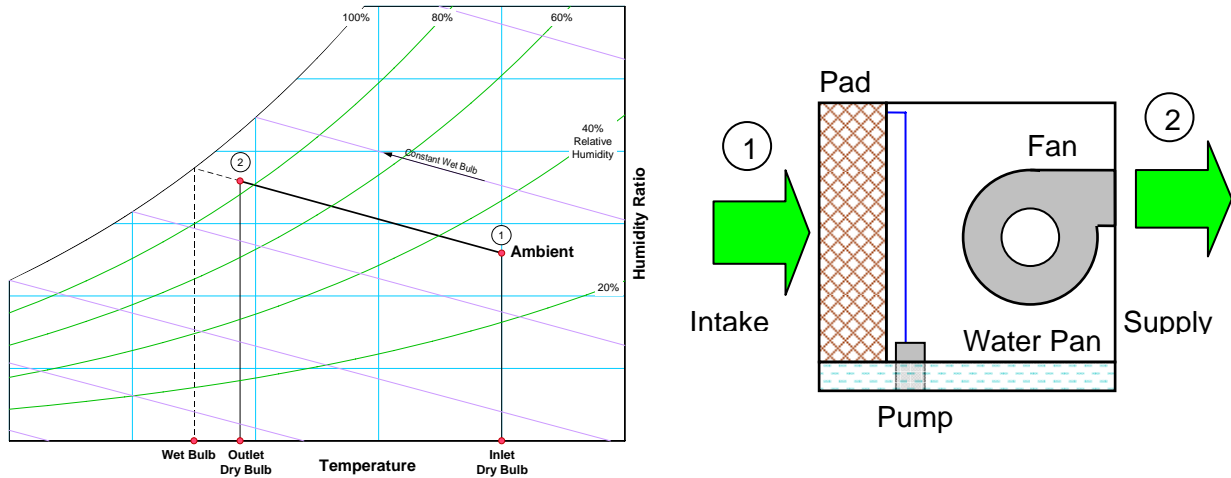 100%
80%
60%
40%
Relative
Humidity
Constant Wet Bulb
2
1
Ambient
20%
Humidity Ratio
Wet Bulb
Outlet
Dry Bulb
Temperature
Inlet
Dry Bulb
Pad
1
2
Fan
Intake
Water Pan
Supply
Pump